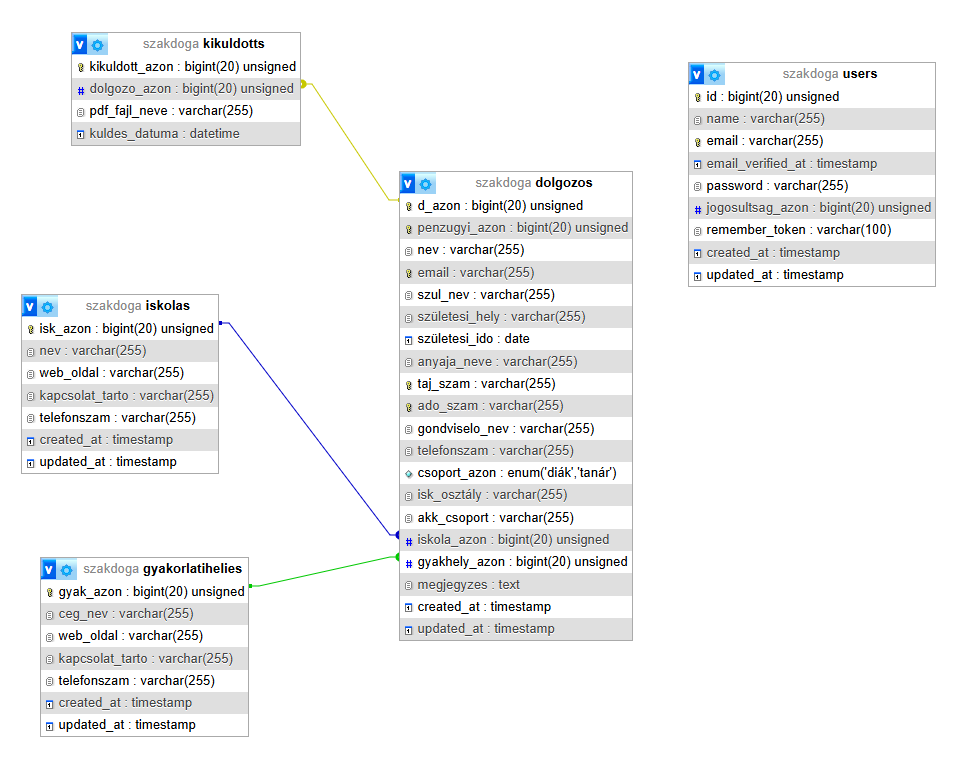 szakdoga kikuldotts
kikuldott_azon : bigint(20) unsigned
dolgozo_azon : bigint(20) unsigned
pdf_fajl_neve : varchar(255)
kuldes_datuma : datetime
szakdoga users
id : bigint(20) unsigned
name : varchar(255)
email : varchar(255)
email_verified_at : timestamp
password : varchar(255)
jogosultsag_azon : bigint(20) unsigned
remember_token : varchar(100)
created_at : timestamp
updated_at : timestamp
szakdoga dolgozos
d_azon : bigint(20) unsigned
penzugyi_azon : bigint(20) unsigned
nev : varchar(255)
email : varchar(255)
szul_nev : varchar(255)
születesi_hely : varchar(255)
születesi_ido : date
anyaja_neve : varchar(255)
taj_szam : varchar(255)
ado_szam : varchar(255)
gondviselo_nev : varchar(255)
telefonszam : varchar(255)
csoport_azon : enum('diák','tanár')
isk_osztály : varchar(255)
akk_csoport : varchar(255)
iskola_azon : bigint(20) unsigned
gyakhely_azon : bigint(20) unsigned
megjegyzes : text
created_at : timestamp
updated_at : timestamp
szakdoga iskolas
isk_azon : bigint(20) unsigned
nev : varchar(255)
web_oldal : varchar(255)
kapcsolat_tarto : varchar(255)
telefonszam : varchar(255)
created_at : timestamp
updated_at : timestamp
szakdoga gyakorlatihelies
gyak_azon : bigint(20) unsigned
ceg_nev : varchar(255)
web_oldal : varchar(255)
kapcsolat_tarto : varchar(255)
telefonszam : varchar(255)
created_at : timestamp
updated_at : timestamp